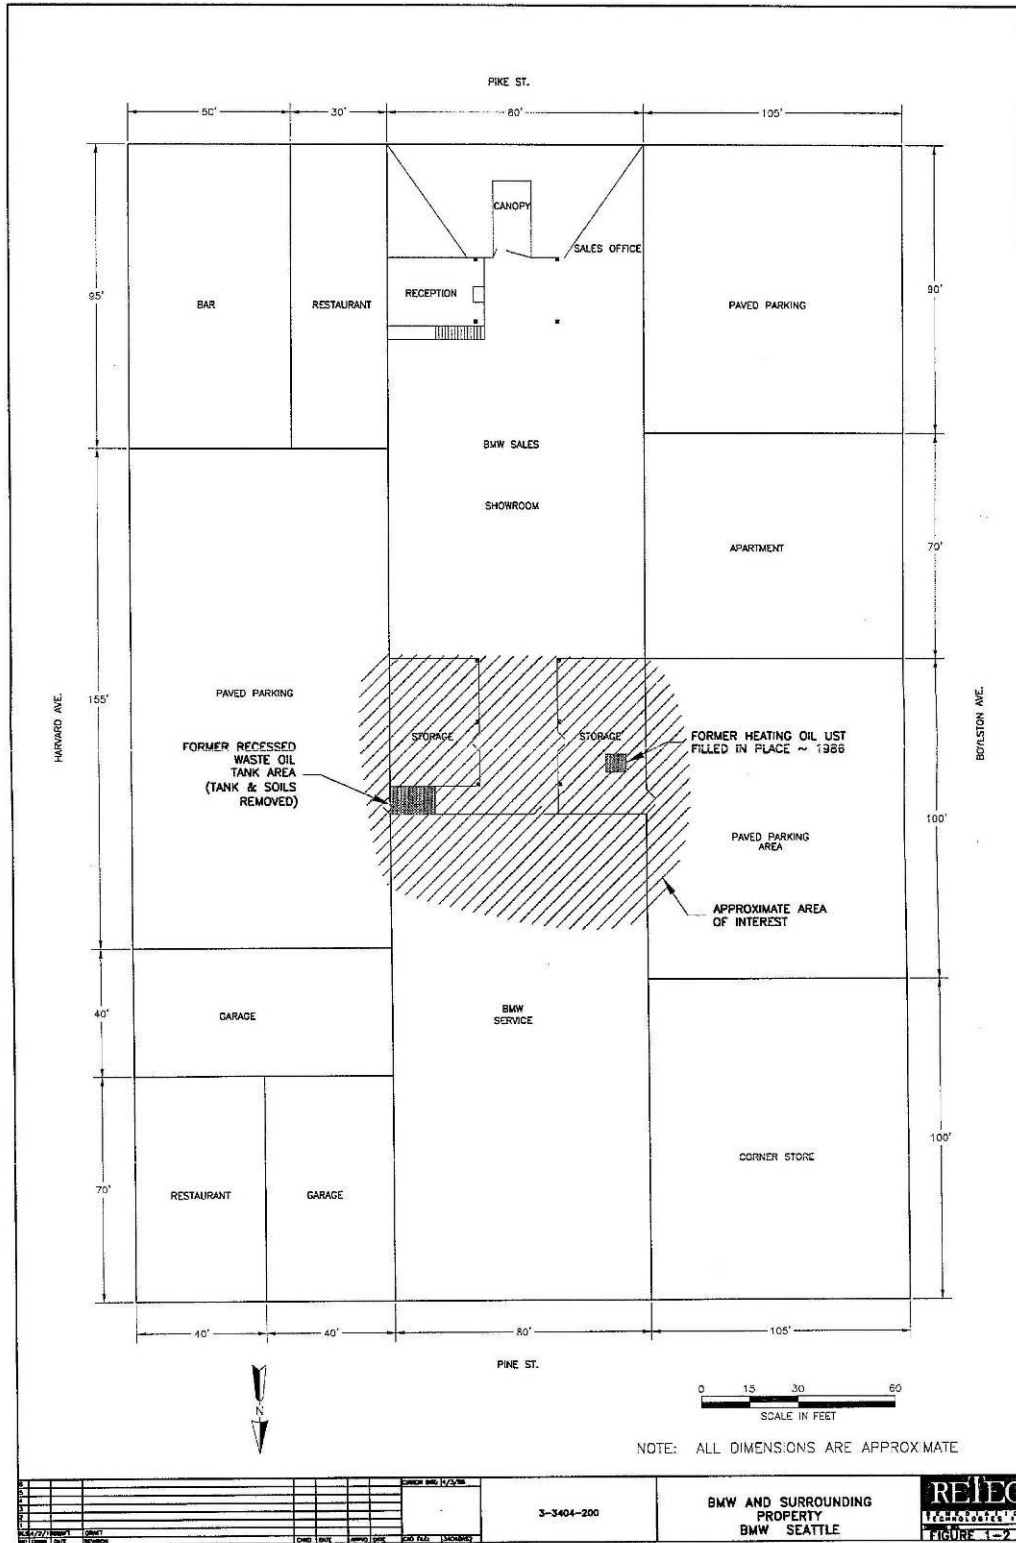 PIKE ST.
50' 30' 80' 105'
CANOPY
SALES OFFICE
RECEPTION
95'
BAR
RESTAURANT
PAVED PARKING
90'
BMW SALES
SHOWROOM
APARTMENT
70'
HARVARD AVE.
155'
PAVED PARKING
BOYLSTON AVE.
STORAGE
STORAGE
FORMER RECESSED
WASTE OIL
TANK AREA
(TANK & SOILS
REMOVED)
FORMER HEATING OIL UST
FILLED IN PLACE ~ 1986
PAVED PARKING
AREA
100'
APPROXIMATE AREA
OF INTEREST
40'
GARAGE
BMW
SERVICE
70'
RESTAURANT
GARAGE
CORNER STORE
100'
40' 40' 80' 105'
PINE ST.
N
0 15 30 60
SCALE IN FEET
NOTE: ALL DIMENSIONS ARE APPROXIMATE
3-3404-200
BMW AND SURROUNDING
PROPERTY
BMW SEATTLE
RETEC
FIGURE 1-2